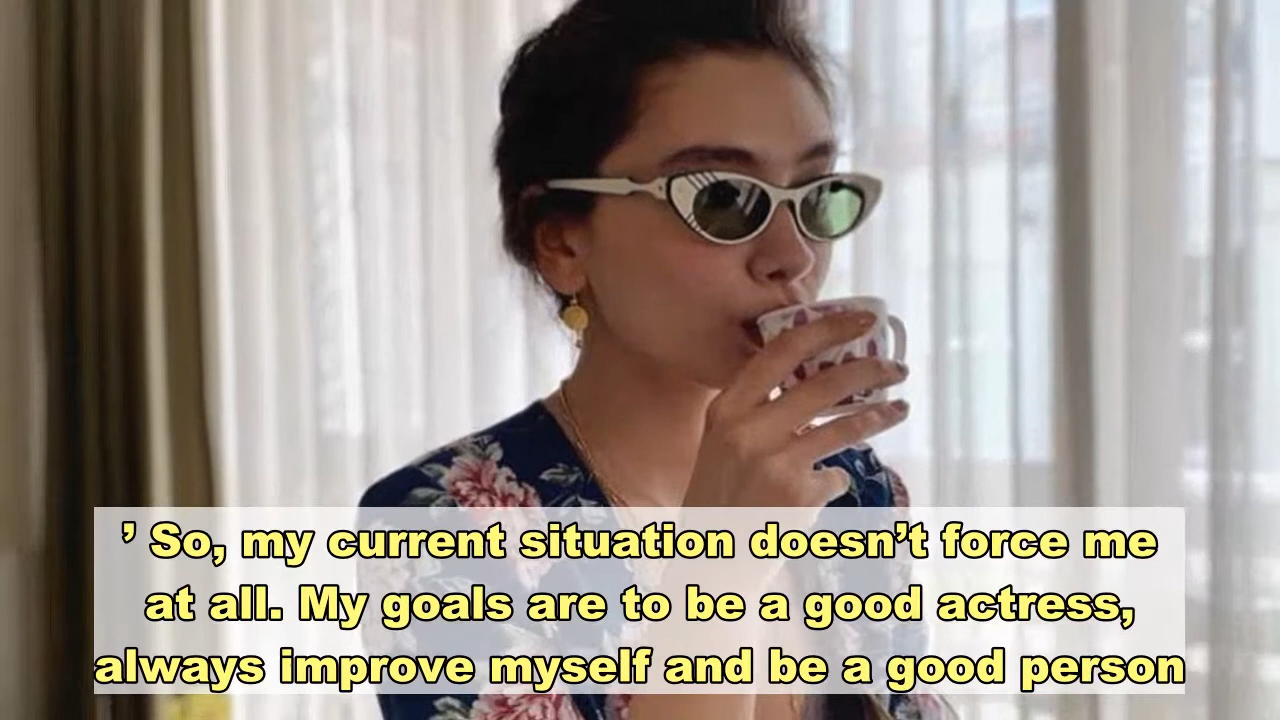 ’ So, my current situation doesn’t force me
at all. My goals are to be a good actress,
always improve myself and be a good person